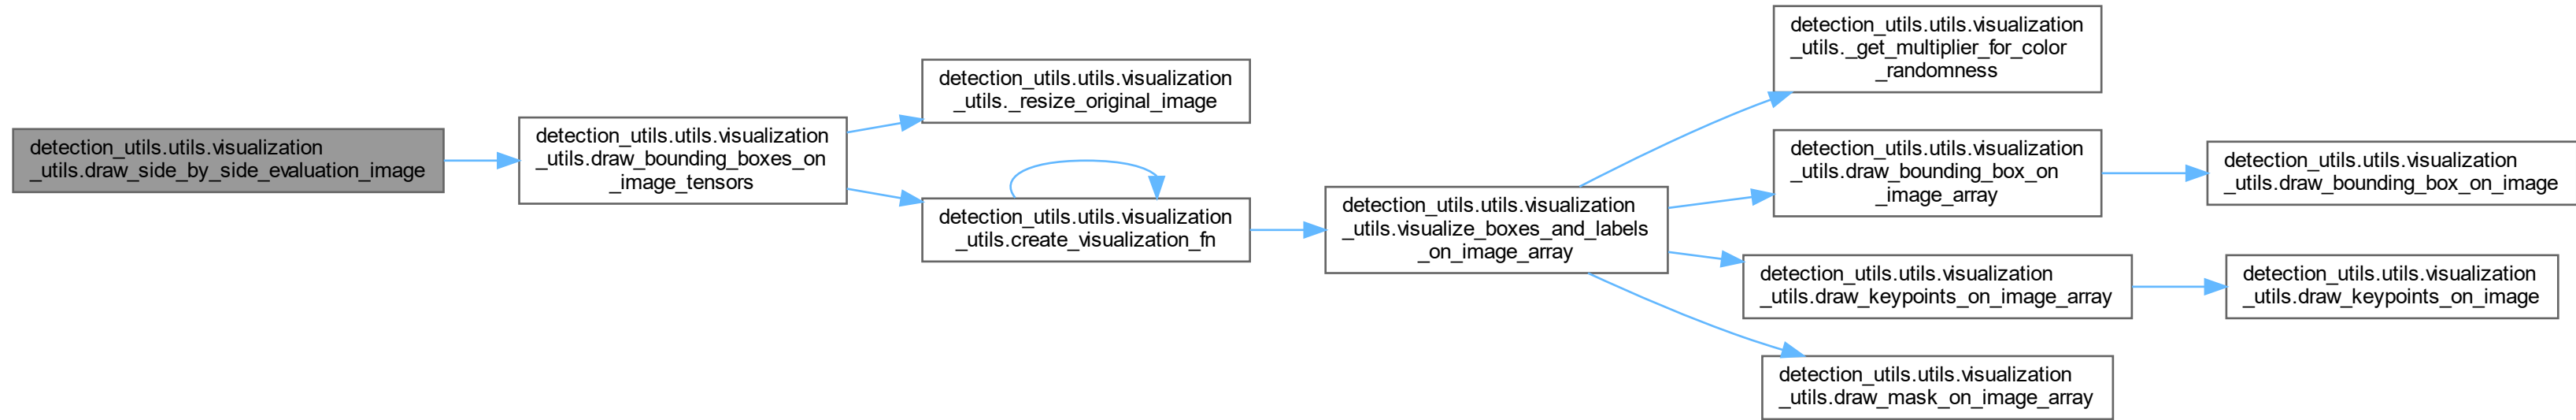 detection_utils.utils.visualization
_utils.draw_side_by_side_evaluation_image
detection_utils.utils.visualization
_utils.draw_bounding_boxes_on
_image_tensors
detection_utils.utils.visualization
_utils._resize_original_image
detection_utils.utils.visualization
_utils.create_visualization_fn
detection_utils.utils.visualization
_utils.visualize_boxes_and_labels
_on_image_array
detection_utils.utils.visualization
_utils._get_multiplier_for_color
_randomness
detection_utils.utils.visualization
_utils.draw_bounding_box_on
_image_array
detection_utils.utils.visualization
_utils.draw_bounding_box_on_image
detection_utils.utils.visualization
_utils.draw_keypoints_on_image_array
detection_utils.utils.visualization
_utils.draw_keypoints_on_image
detection_utils.utils.visualization
_utils.draw_mask_on_image_array